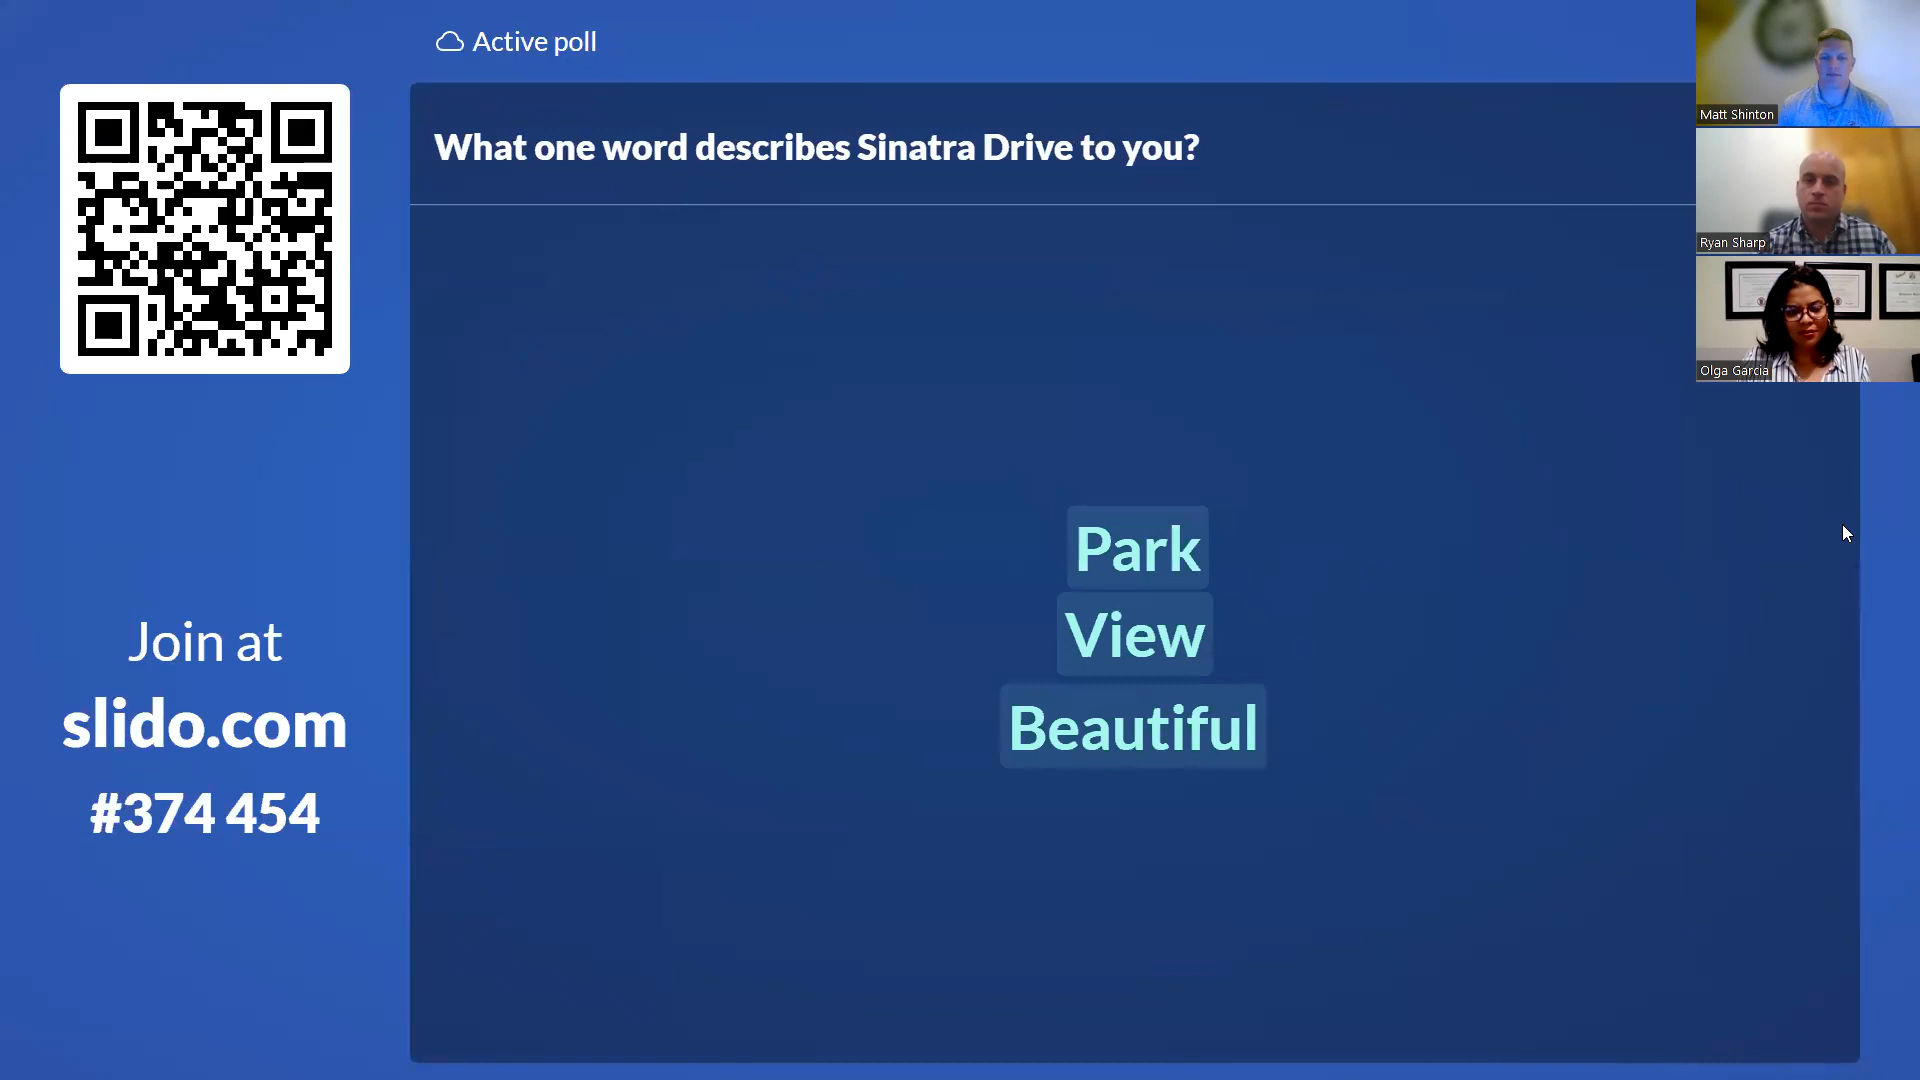 Active poll
What one word describes Sinatra Drive to you?
Park
View
Beautiful
Join at
slido.com
#374 454
Matt Shinton
Ryan Sharp
Olga Garcia